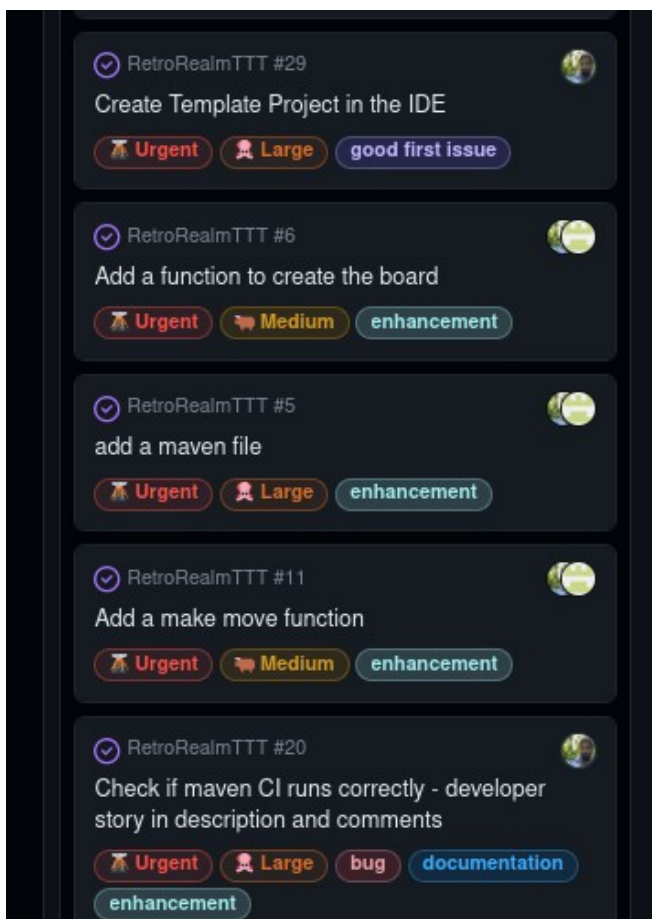 RetroRealmTTT #29
Create Template Project in the IDE
Urgent Large good first issue
RetroRealmTTT #6
Add a function to create the board
Urgent Medium enhancement
RetroRealmTTT #5
add a maven file
Urgent Large enhancement
RetroRealmTTT #11
Add a make move function
Urgent Medium enhancement
RetroRealmTTT #20
Check if maven CI runs correctly - developer
story in description and comments
Urgent Large bug documentation
enhancement